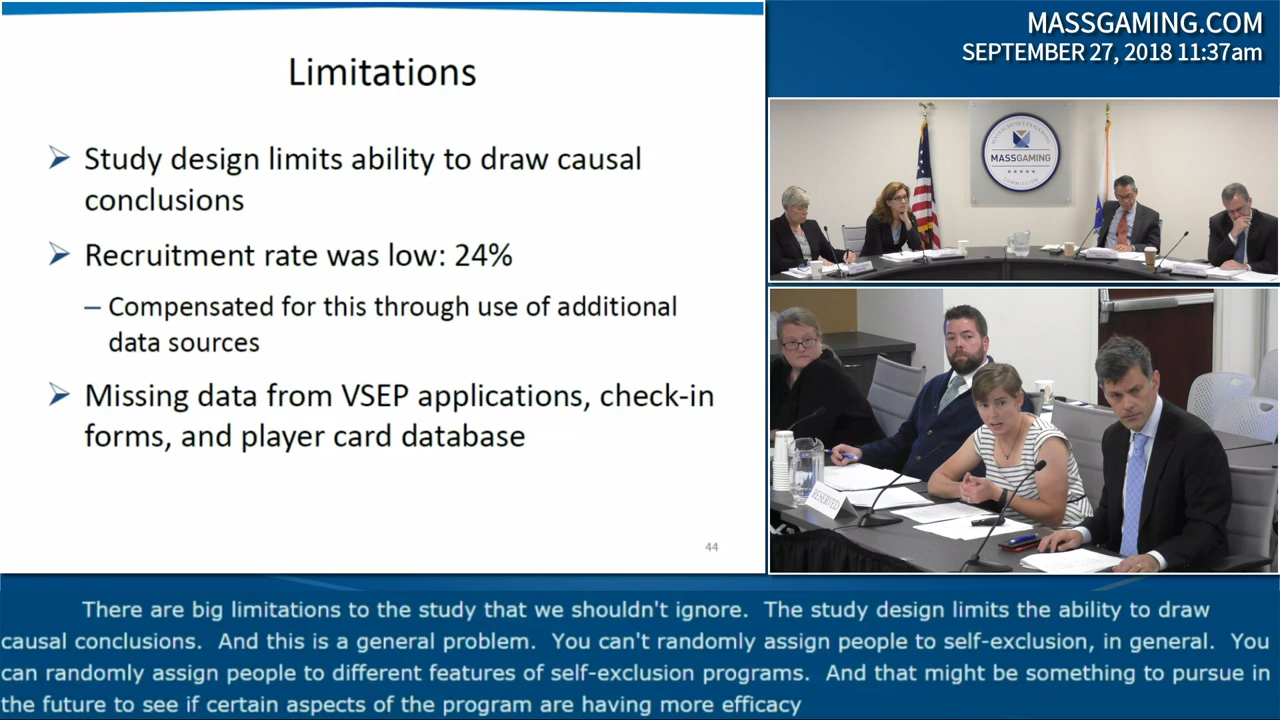 MASSGAMING.COM
SEPTEMBER 27, 2018 11:37am
Limitations
Study design limits ability to draw causal
conclusions
Recruitment rate was low: 24%
– Compensated for this through use of additional
data sources
Missing data from VSEP applications, check-in
forms, and player card database
44
MASSGAMING
RESERVED
There are big limitations to the study that we shouldn't ignore. The study design limits the ability to draw
causal conclusions. And this is a general problem. You can't randomly assign people to self-exclusion, in general. You
can randomly assign people to different features of self-exclusion programs. And that might be something to pursue in
the future to see if certain aspects of the program are having more efficacy